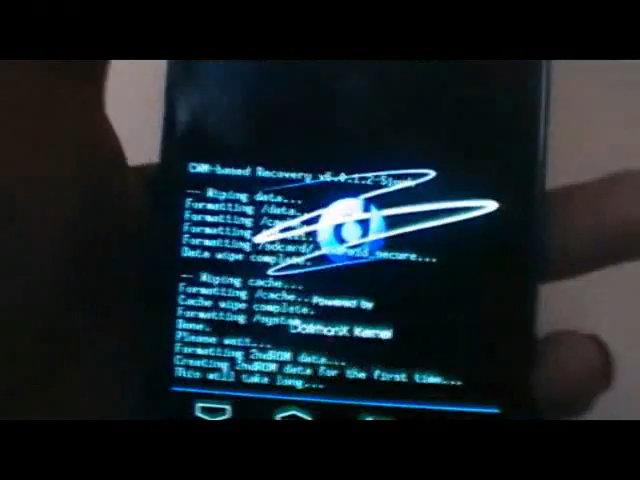 CWM-based Recovery v6.0.1.2
-- Wiping data...
Formatting /data...
Formatting
Formatting
Formatting /sdcard/.android_secure...
Data wipe complete.
-- Wiping cache...
Formatting /cache...
Powered by
Cache wipe complete.
Formatting /system
Done.
Kernel
Please wait...
Formatting 2ndROM data...
Creating 2ndROM data for the first time...
This will take long...